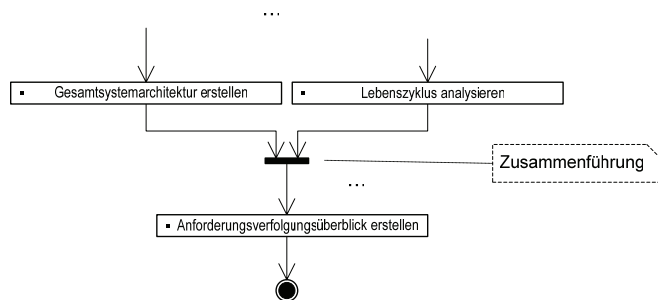 ...
▪ Gesamtsystemarchitektur erstellen
▪ Lebenszyklus analysieren
Zusammenführung
...
▪ Anforderungsverfolgungsüberblick erstellen